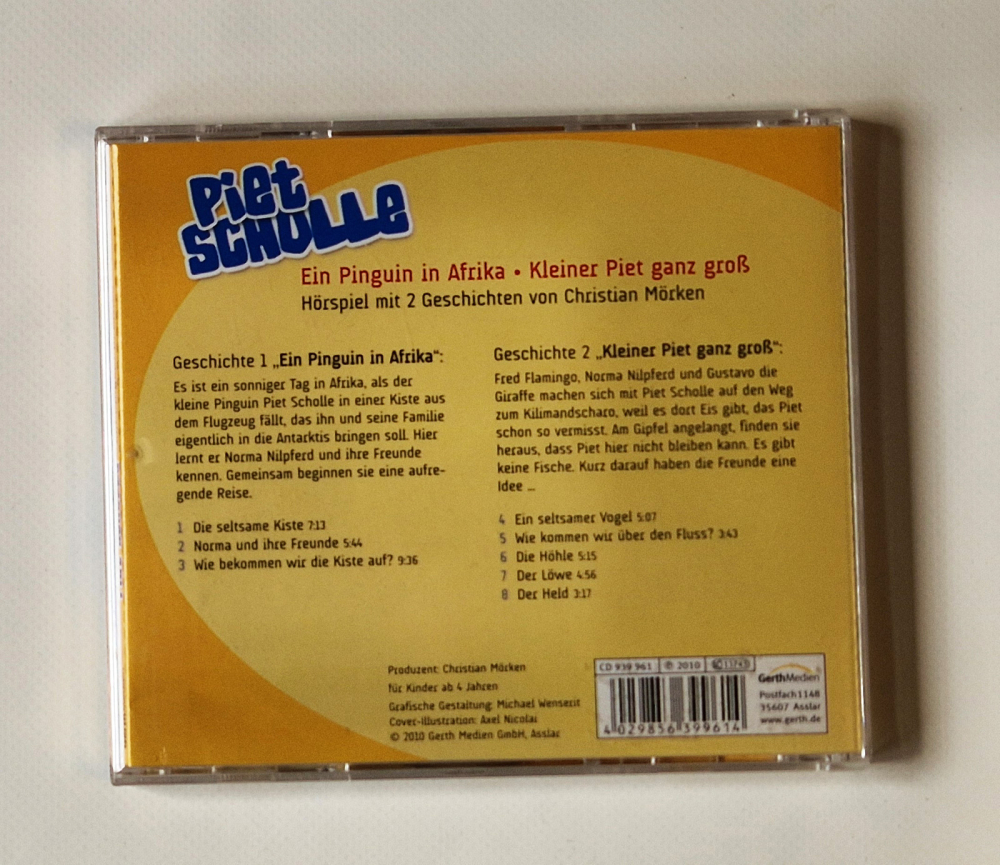 Piet
SCHOLLE
Ein Pinguin in Afrika • Kleiner Piet ganz groß
Hörspiel mit 2 Geschichten von Christian Mörken
Geschichte 1 „Ein Pinguin in Afrika“:
Es ist ein sonniger Tag in Afrika, als der
kleine Pinguin Piet Scholle in einer Kiste aus
dem Flugzeug fällt, das ihn und seine Familie
eigentlich in die Antarktis bringen soll. Hier
lernt er Norma Nilpferd und ihre Freunde
kennen. Gemeinsam beginnen sie eine aufre-
gende Reise.
1 Die seltsame Kiste 7:13
2 Norma und ihre Freunde 5:44
3 Wie bekommen wir die Kiste auf? 9:36
Geschichte 2 „Kleiner Piet ganz groß“:
Fred Flamingo, Norma Nilpferd und Gustavo die
Giraffe machen sich mit Piet Scholle auf den Weg
zum Kilimandscharo, weil es dort Eis gibt, das Piet
schon so vermisst. Am Gipfel angelangt, finden sie
heraus, dass Piet hier nicht bleiben kann. Es gibt
keine Fische. Kurz darauf haben die Freunde eine
Idee ...
4 Ein seltsamer Vogel 5:07
5 Wie kommen wir über den Fluss? 3:43
6 Die Höhle 5:15
7 Der Löwe 4:56
8 Der Held 3:17
Produzent: Christian Mörken
für Kinder ab 4 Jahren
Grafische Gestaltung: Michael Wenserit
Cover-Illustration: Axel Nicolai
© 2010 Gerth Medien GmbH, Asslar
CD 939 961 ℗ 2010
4 029856 399614
GerthMedien
Postfach 1148
35607 Asslar
www.gerth.de